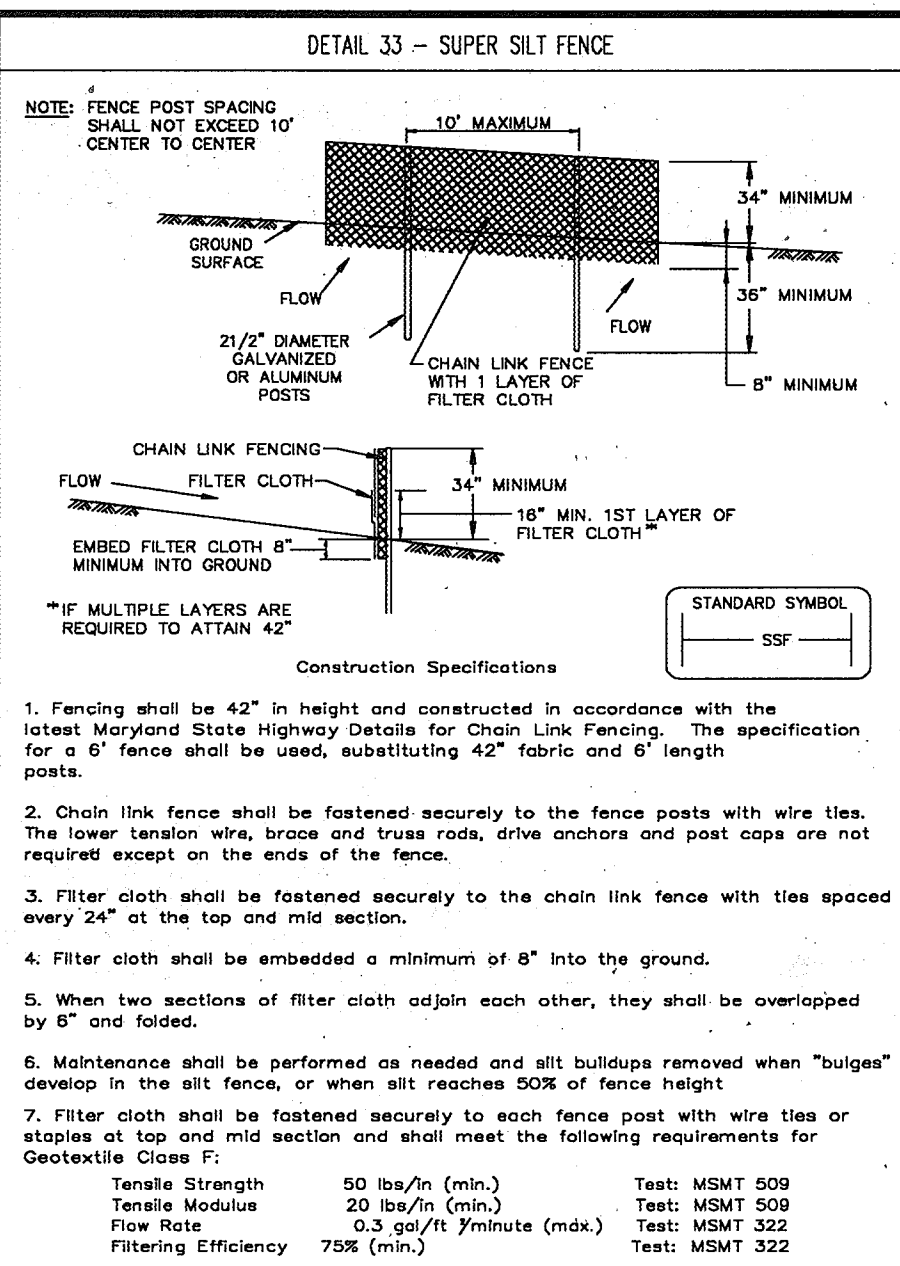 DETAIL 33 - SUPER SILT FENCE
NOTE: FENCE POST SPACING
SHALL NOT EXCEED 10'
CENTER TO CENTER
10' MAXIMUM
34" MINIMUM
GROUND
SURFACE
FLOW
FLOW
36" MINIMUM
21/2" DIAMETER
GALVANIZED
OR ALUMINUM
POSTS
CHAIN LINK FENCE
WITH 1 LAYER OF
FILTER CLOTH
8" MINIMUM
CHAIN LINK FENCING
FLOW
FILTER CLOTH
34" MINIMUM
16" MIN. 1ST LAYER OF
FILTER CLOTH*
EMBED FILTER CLOTH 8"
MINIMUM INTO GROUND
*IF MULTIPLE LAYERS ARE
REQUIRED TO ATTAIN 42"
STANDARD SYMBOL
SSF
Construction Specifications
1. Fencing shall be 42" in height and constructed in accordance with the
latest Maryland State Highway Details for Chain Link Fencing. The specification
for a 6' fence shall be used, substituting 42" fabric and 6' length
posts.
2. Chain link fence shall be fastened securely to the fence posts with wire ties.
The lower tension wire, brace and truss rods, drive anchors and post caps are not
required except on the ends of the fence.
3. Filter cloth shall be fastened securely to the chain link fence with ties spaced
every 24" at the top and mid section.
4. Filter cloth shall be embedded a minimum of 8" into the ground.
5. When two sections of filter cloth adjoin each other, they shall be overlapped
by 6" and folded.
6. Maintenance shall be performed as needed and silt buildups removed when "bulges"
develop in the silt fence, or when silt reaches 50% of fence height
7. Filter cloth shall be fastened securely to each fence post with wire ties or
staples at top and mid section and shall meet the following requirements for
Geotextile Class F:
Tensile Strength 50 lbs/in (min.) Test: MSMT 509
Tensile Modulus 20 lbs/in (min.) Test: MSMT 509
Flow Rate 0.3 gal/ft /minute (max.) Test: MSMT 322
Filtering Efficiency 75% (min.) Test: MSMT 322